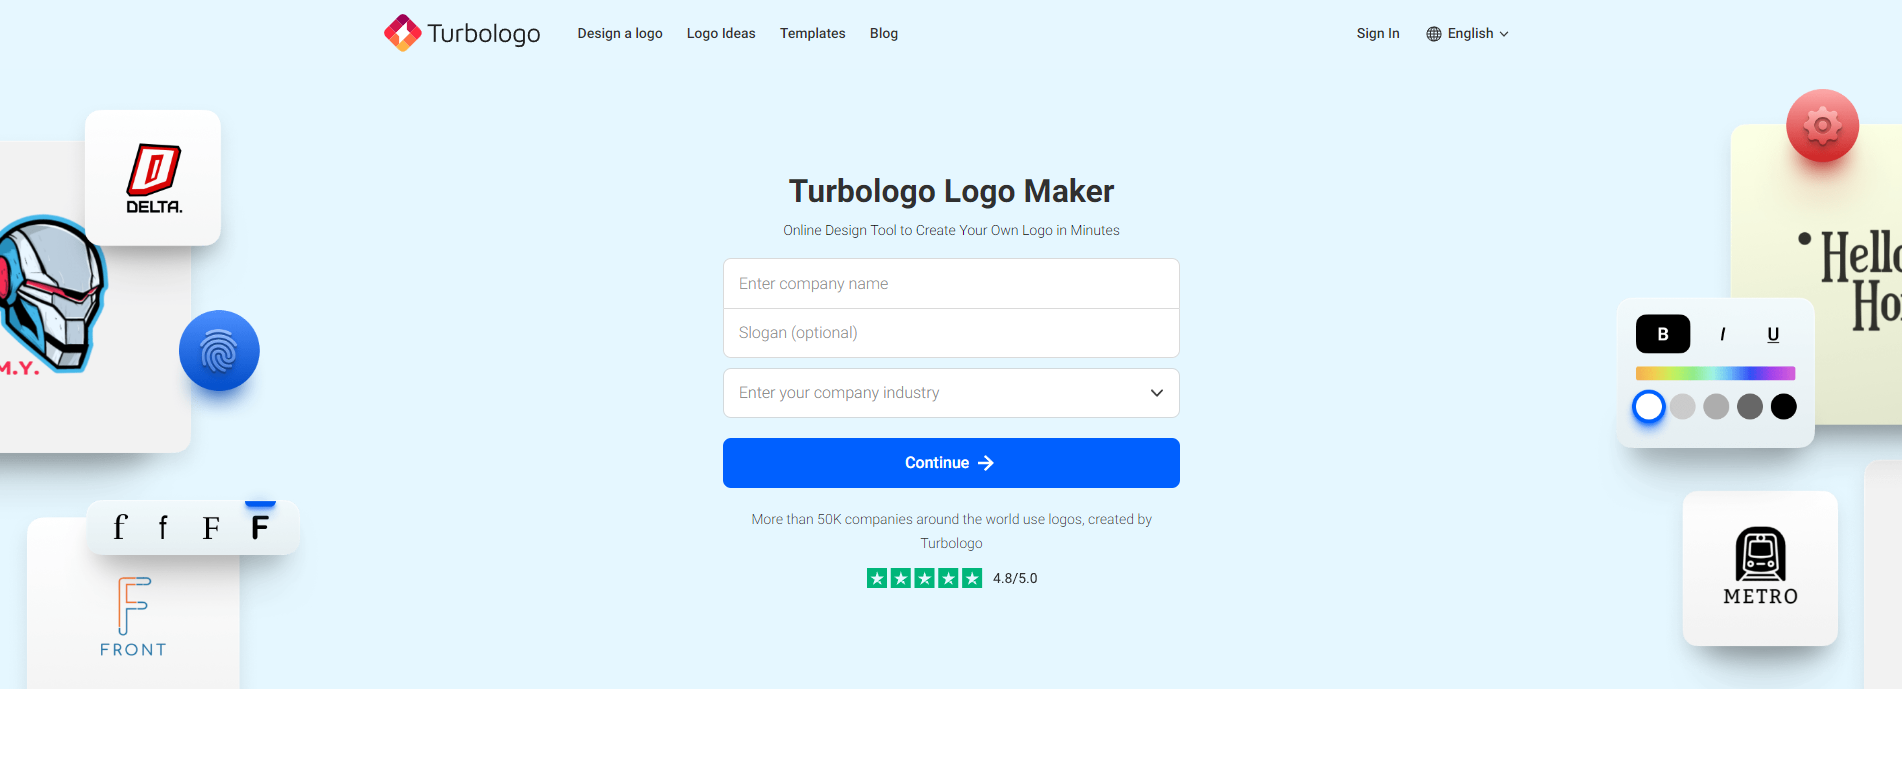 Turbologo
Design a logo
Logo Ideas
Templates
Blog
Sign In
English
DELTA.
M.Y.
Turbologo Logo Maker
Online Design Tool to Create Your Own Logo in Minutes
Enter company name
Slogan (optional)
Enter your company industry
Continue
More than 50K companies around the world use logos, created by
Turbologo
4.8/5.0
f f F F
FRONT
B I U
METRO